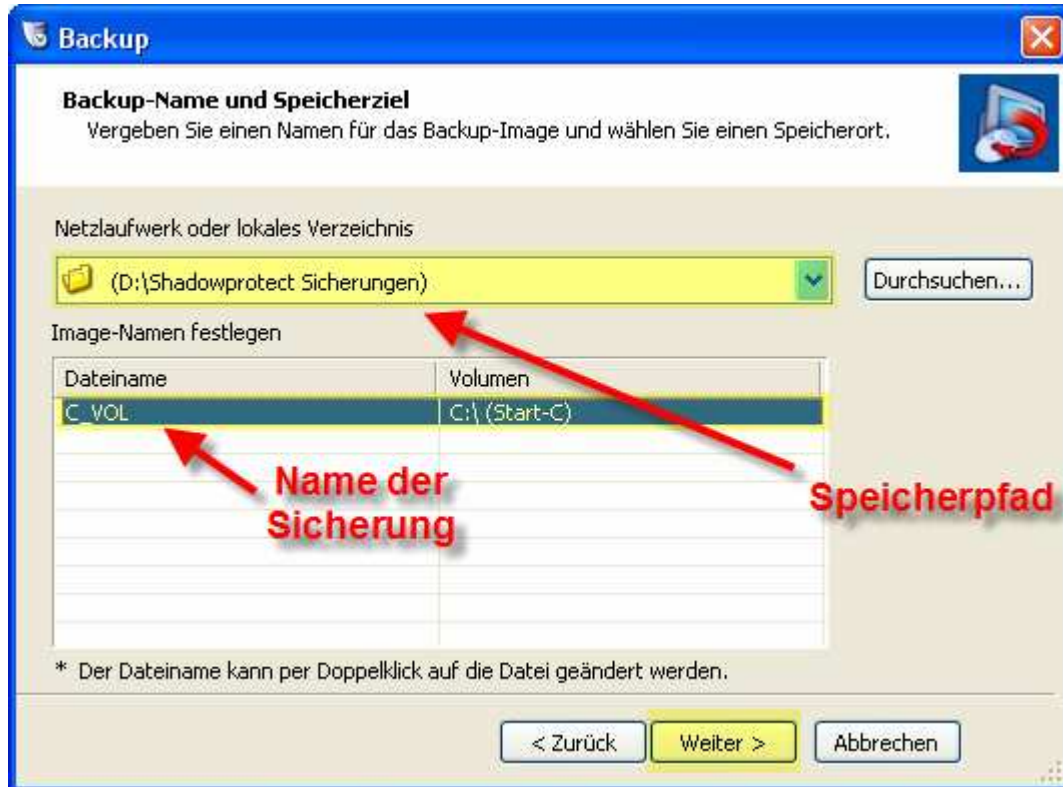 Backup
Backup-Name und Speicherziel
Vergeben Sie einen Namen für das Backup-Image und wählen Sie einen Speicherort.
Netzlaufwerk oder lokales Verzeichnis
(D:\Shadowprotect Sicherungen)
Durchsuchen...
Image-Namen festlegen
Dateiname Volumen
C_VOL C:\ (Start-C)
Name der
Sicherung
Speicherpfad
* Der Dateiname kann per Doppelklick auf die Datei geändert werden.
< Zurück Weiter > Abbrechen